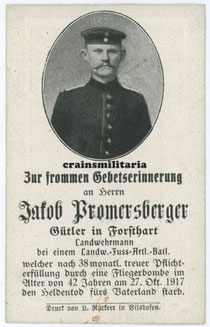 crainsmilitaria
Zur frommen Gebetserinnerung
an Herrn
Jakob Promersberger
Gütler in Forsthart
Landwehrmann
bei einem Landw.-Fuss-Artl.-Batl.
welcher nach 38 monatl. treuer Pflicht-
erfüllung durch eine Fliegerbombe im
Alter von 42 Jahren am 27. Okt. 1917
den Heldentod fürs Vaterland starb.
Druck von L. Rückert in Vilshofen.